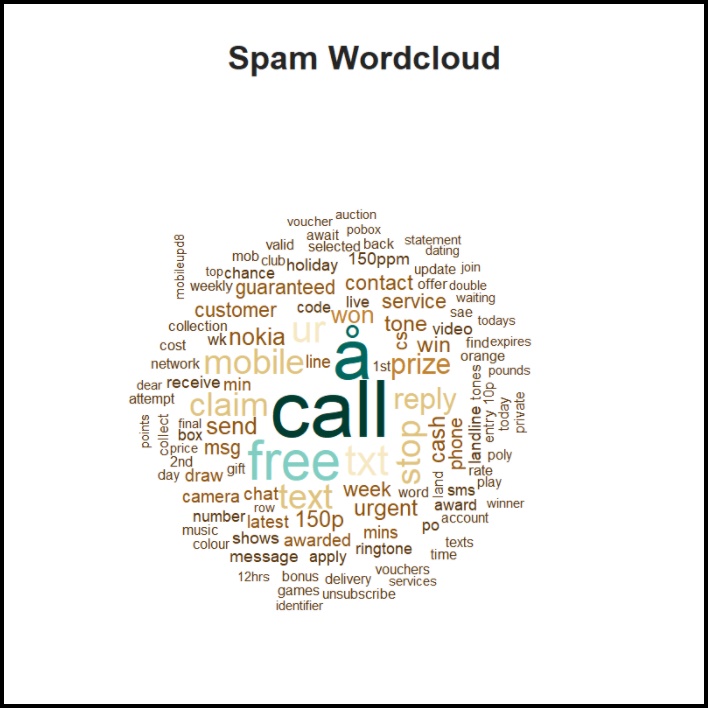 Spam Wordcloud
voucher auction
await pobox
valid selected back statement
mob club holiday 150ppm dating
mobileupd8 top chance update join
weekly guaranteed contact offer double
customer code live service waiting
collection won tone sae todays
wk nokia ur å cs video
cost win find expires
network mobile line 1st prize orange
dear receive min tones 10p pounds
attempt claim call reply today private
points collect final send stop cash phone landline entry
box
price msg free txt poly
2nd gift rate
day draw land play
camera chat text week word sms
row urgent award winner
number latest 150p po account
music
colour shows awarded mins texts
message apply ringtone time
12hrs bonus delivery vouchers
services
games unsubscribe
identifier